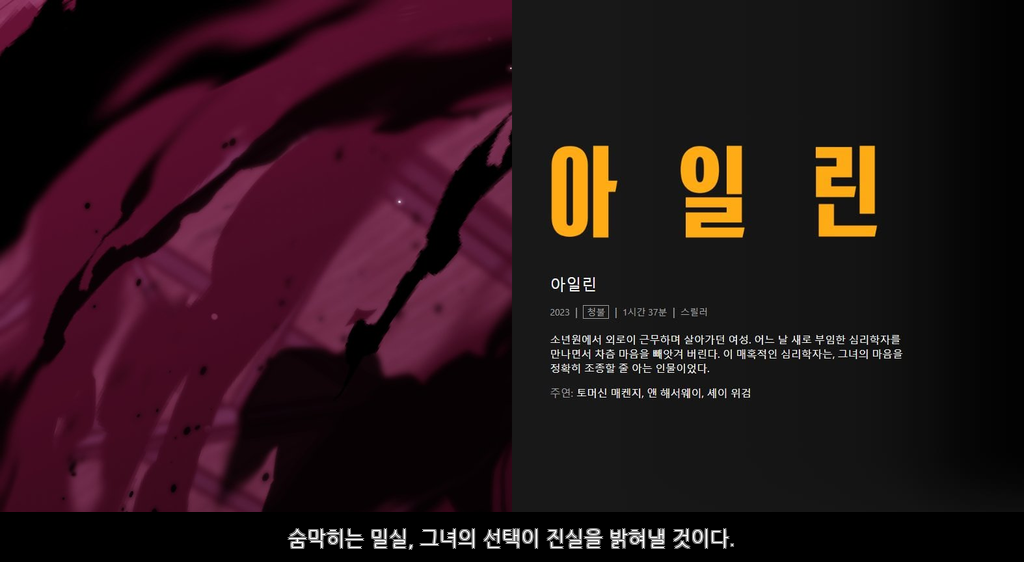 아일린
아일린
2023 | 청불 | 1시간 37분 | 스릴러
소년원에서 외로이 근무하며 살아가던 여성. 어느 날 새로 부임한 심리학자를
만나면서 차츰 마음을 빼앗겨 버린다. 이 매혹적인 심리학자는, 그녀의 마음을
정확히 조종할 줄 아는 인물이었다.
주연: 토머신 매켄지, 앤 해서웨이, 셰이 위검
숨막히는 밀실, 그녀의 선택이 진실을 밝혀낼 것이다.